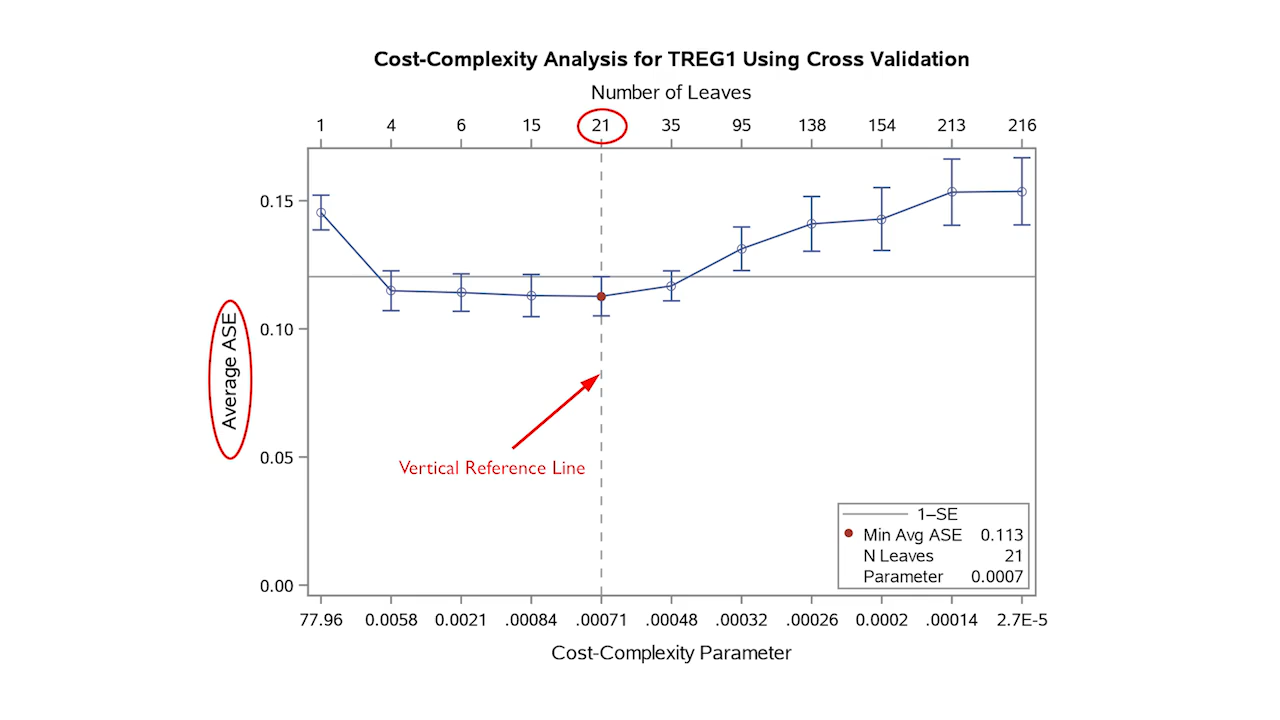 Cost-Complexity Analysis for TREG1 Using Cross Validation
Number of Leaves
1 4 6 15 21 35 95 138 154 213 216
0.15
0.10
0.05
0.00
Average ASE
Vertical Reference Line
1–SE
Min Avg ASE 0.113
N Leaves 21
Parameter 0.0007
77.96 0.0058 0.0021 .00084 .00071 .00048 .00032 .00026 0.0002 .00014 2.7E-5
Cost-Complexity Parameter